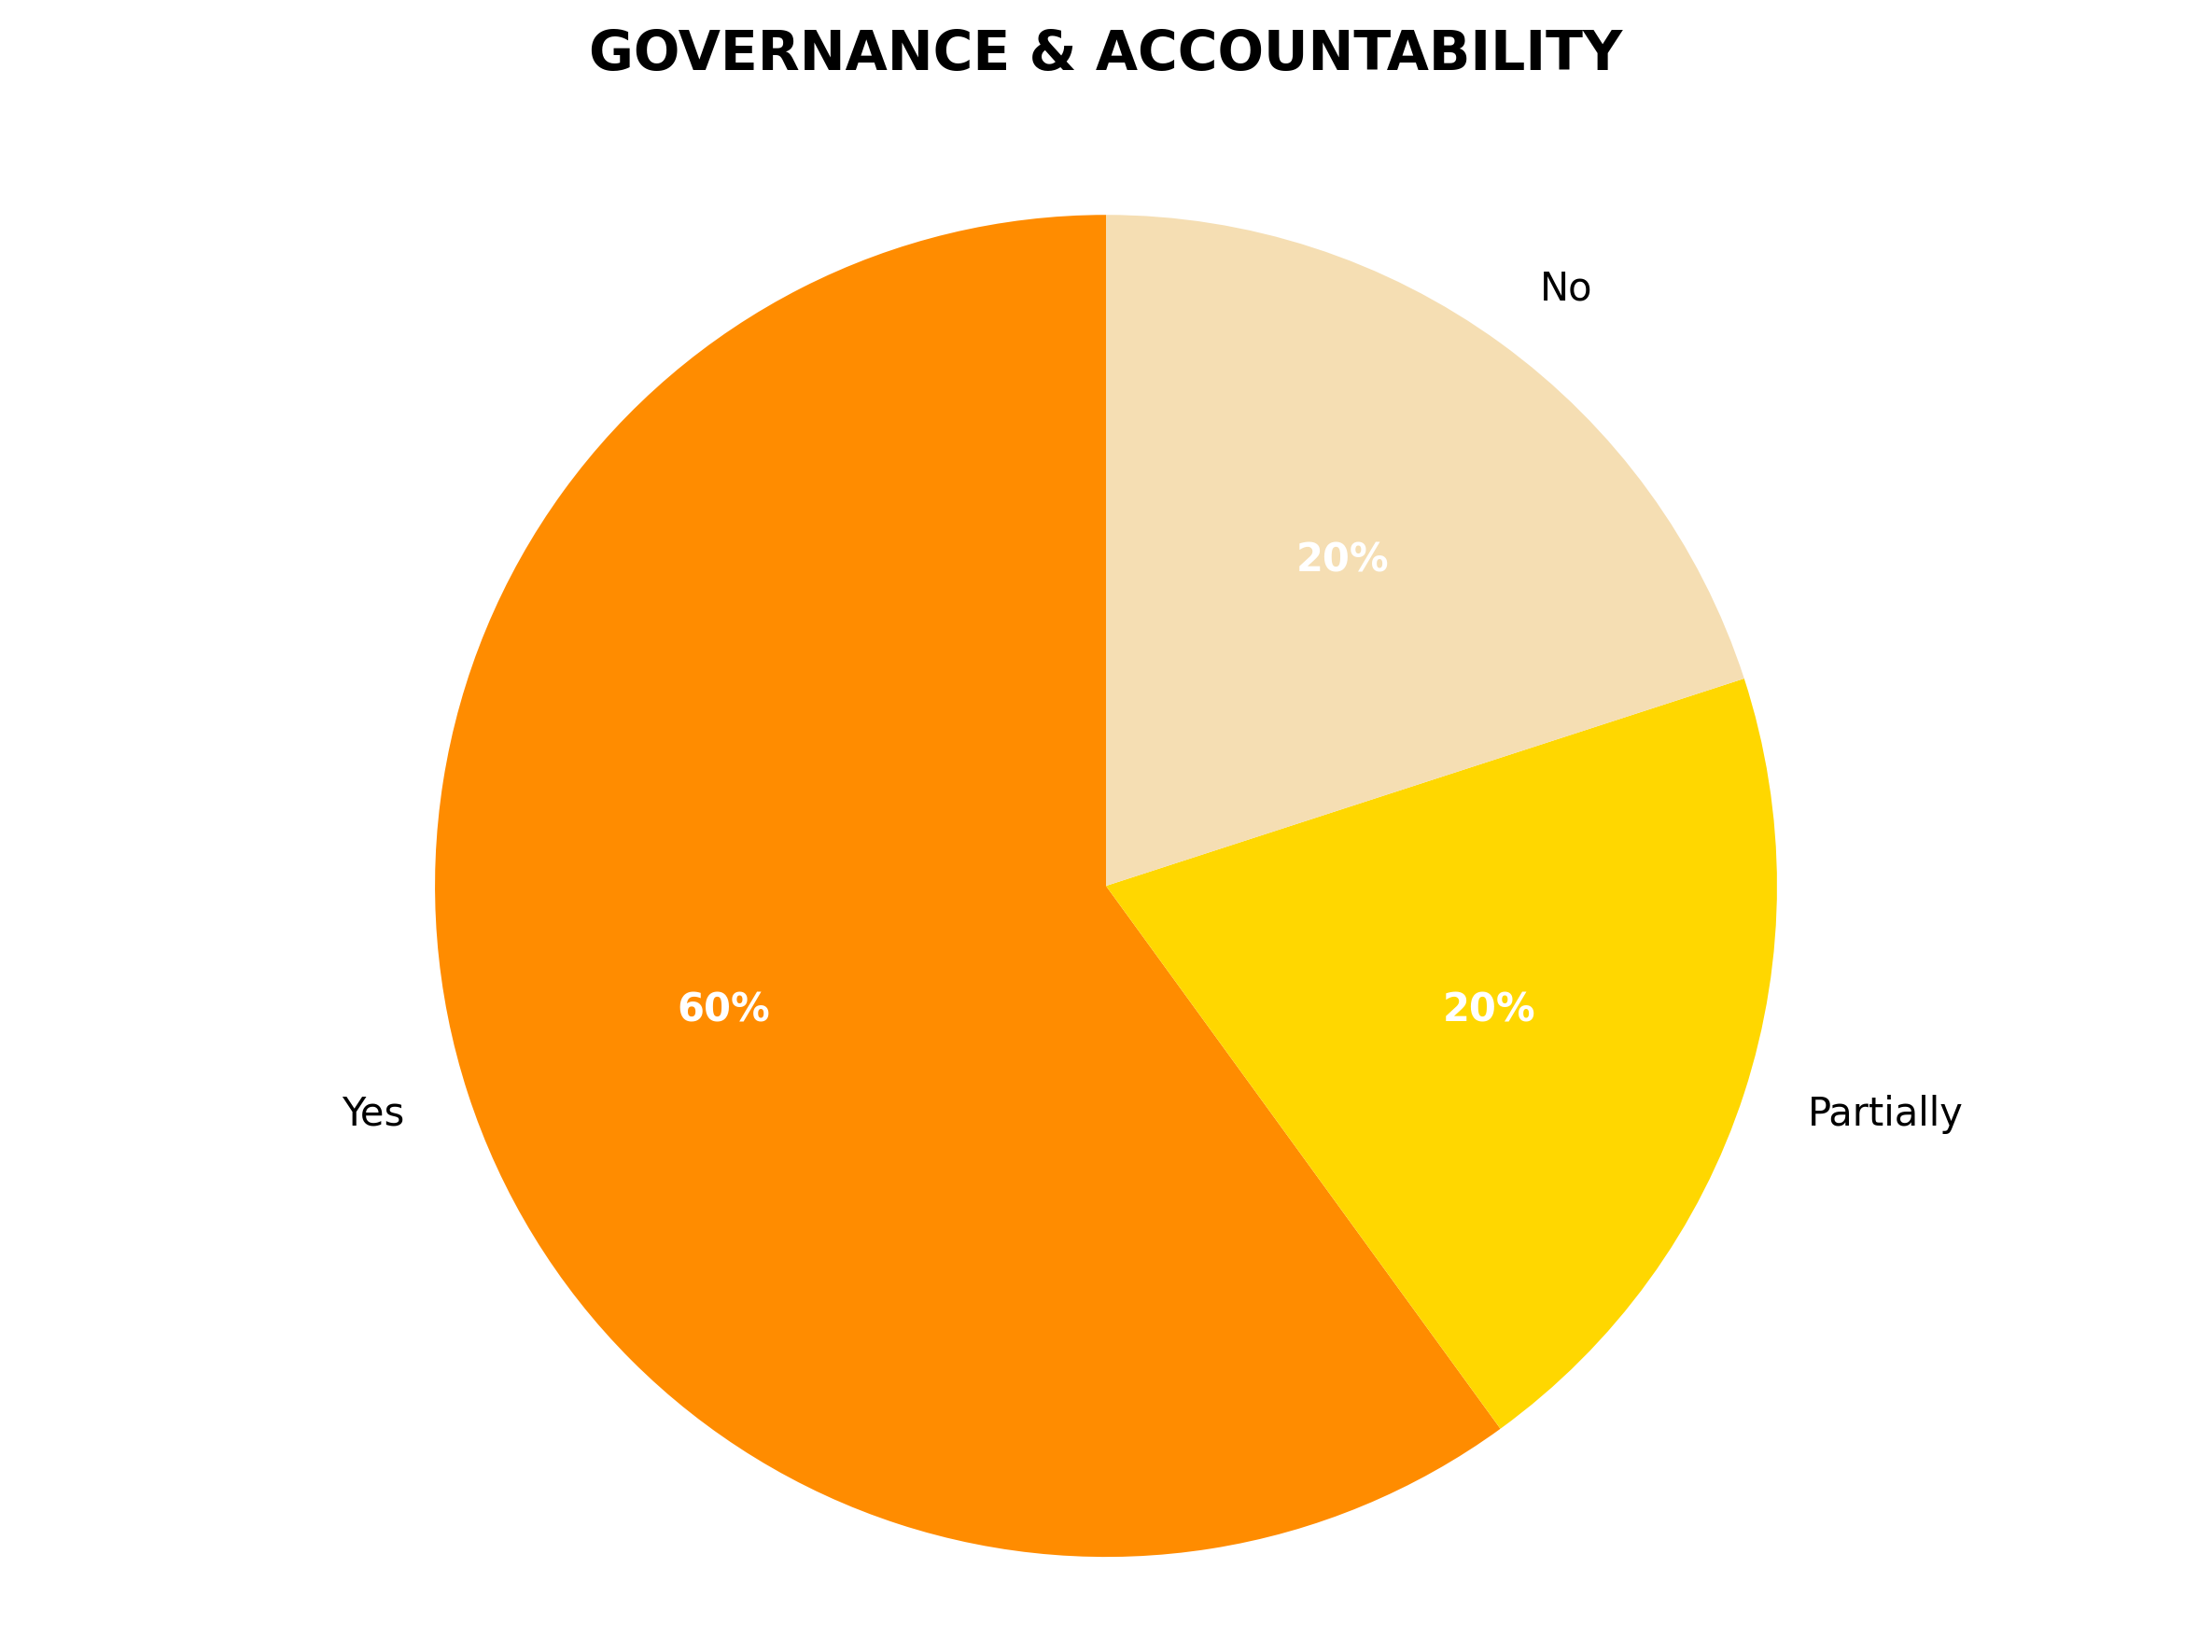 GOVERNANCE & ACCOUNTABILITY
No
20%
60%
20%
Yes
Partially